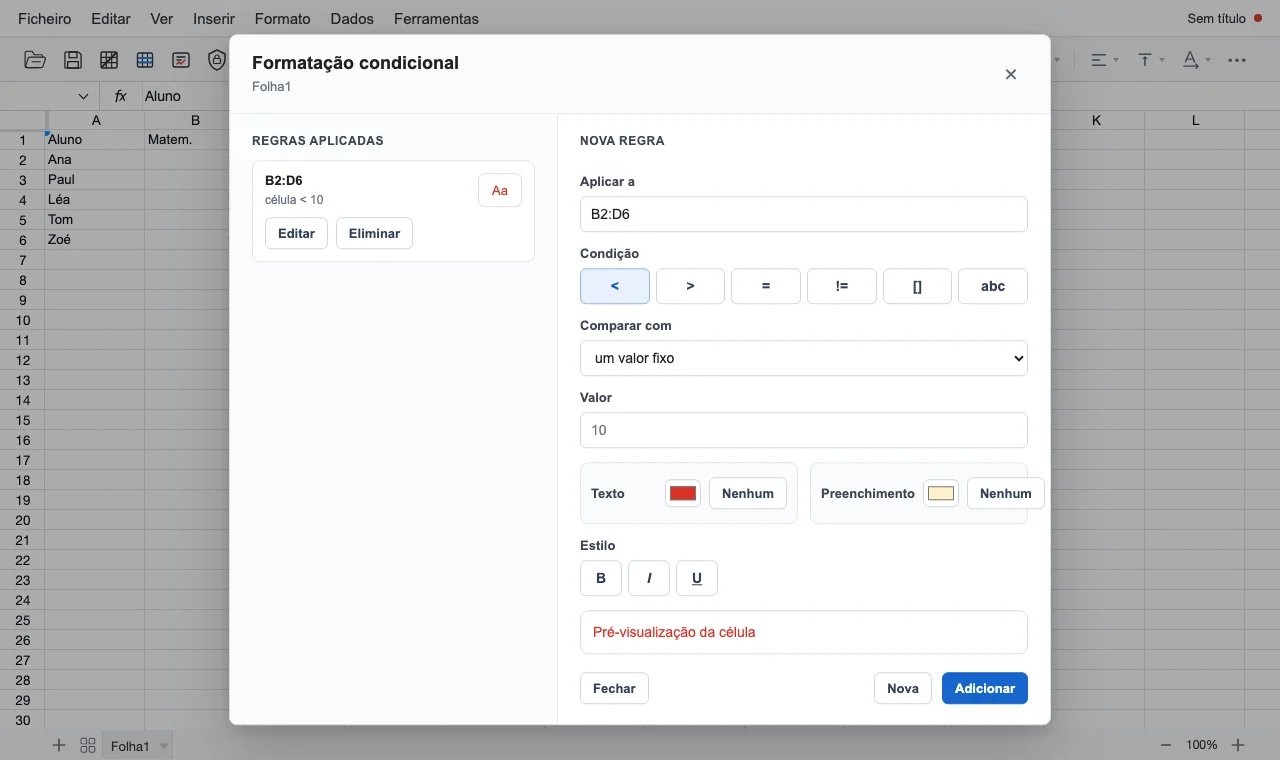 Ficheiro Editar Ver Inserir Formato Dados Ferramentas Sem título
fx Aluno
Formatação condicional
Folha1
REGRAS APLICADAS
B2:D6
célula < 10
Aa
Editar Eliminar
NOVA REGRA
Aplicar a
B2:D6
Condição
< > = != [] abc
Comparar com
um valor fixo
Valor
10
Texto Nenhum Preenchimento Nenhum
Estilo
B I U
Pré-visualização da célula
Fechar Nova Adicionar
A B K L
1 Aluno Matem.
2 Ana
3 Paul
4 Léa
5 Tom
6 Zoé
7
8
9
10
11
12
13
14
15
16
17
18
19
20
21
22
23
24
25
26
27
28
29
30
Folha1 100%